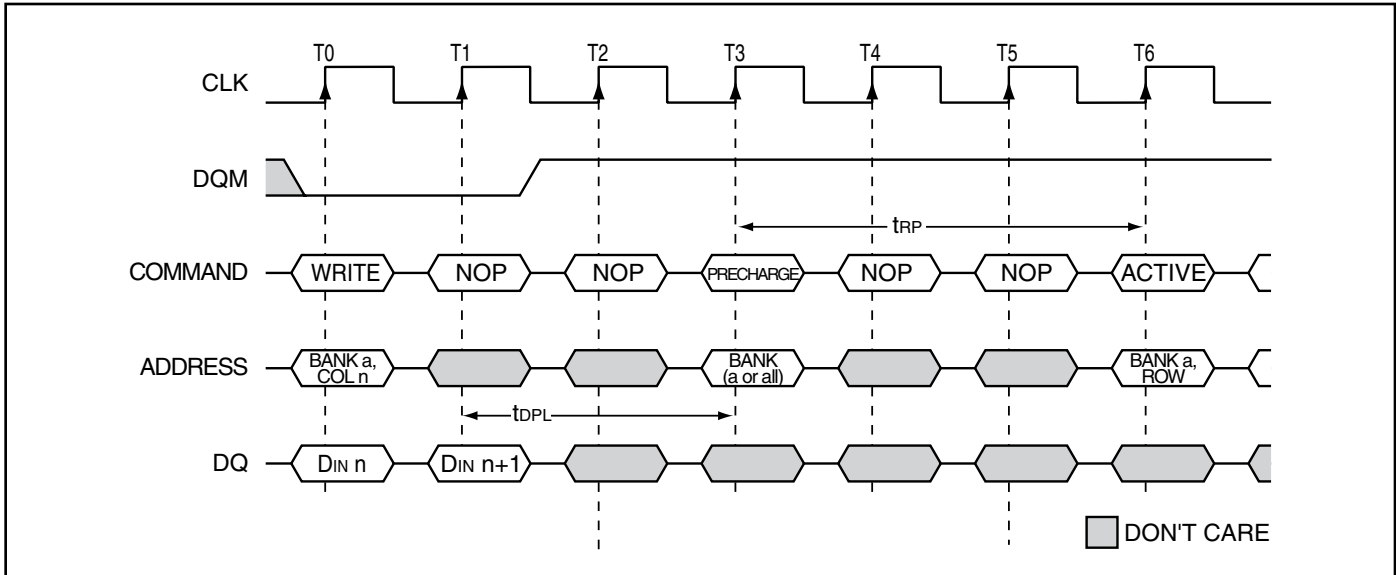 T0 T1 T2 T3 T4 T5 T6
CLK
DQM
tRP
COMMAND WRITE NOP NOP PRECHARGE NOP NOP ACTIVE
ADDRESS BANK a, COL n BANK (a or all) BANK a, ROW
tDPL
DQ DIN n DIN n+1
DON'T CARE